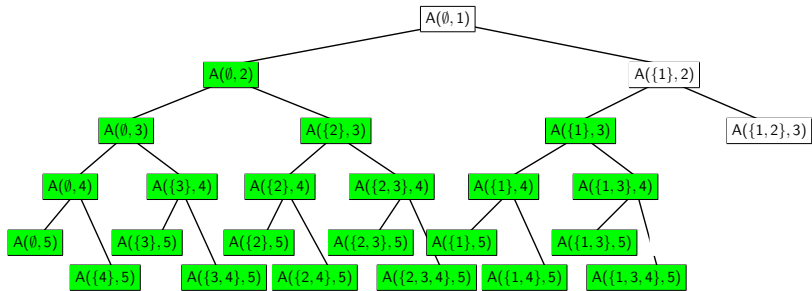 A(∅, 1)
A(∅, 2) A({1}, 2)
A(∅, 3) A({2}, 3) A({1}, 3) A({1, 2}, 3)
A(∅, 4) A({3}, 4) A({2}, 4) A({2, 3}, 4) A({1}, 4) A({1, 3}, 4)
A(∅, 5) A({3}, 5) A({2}, 5) A({2, 3}, 5) A({1}, 5) A({1, 3}, 5)
A({4}, 5) A({3, 4}, 5) A({2, 4}, 5) A({2, 3, 4}, 5) A({1, 4}, 5) A({1, 3, 4}, 5)